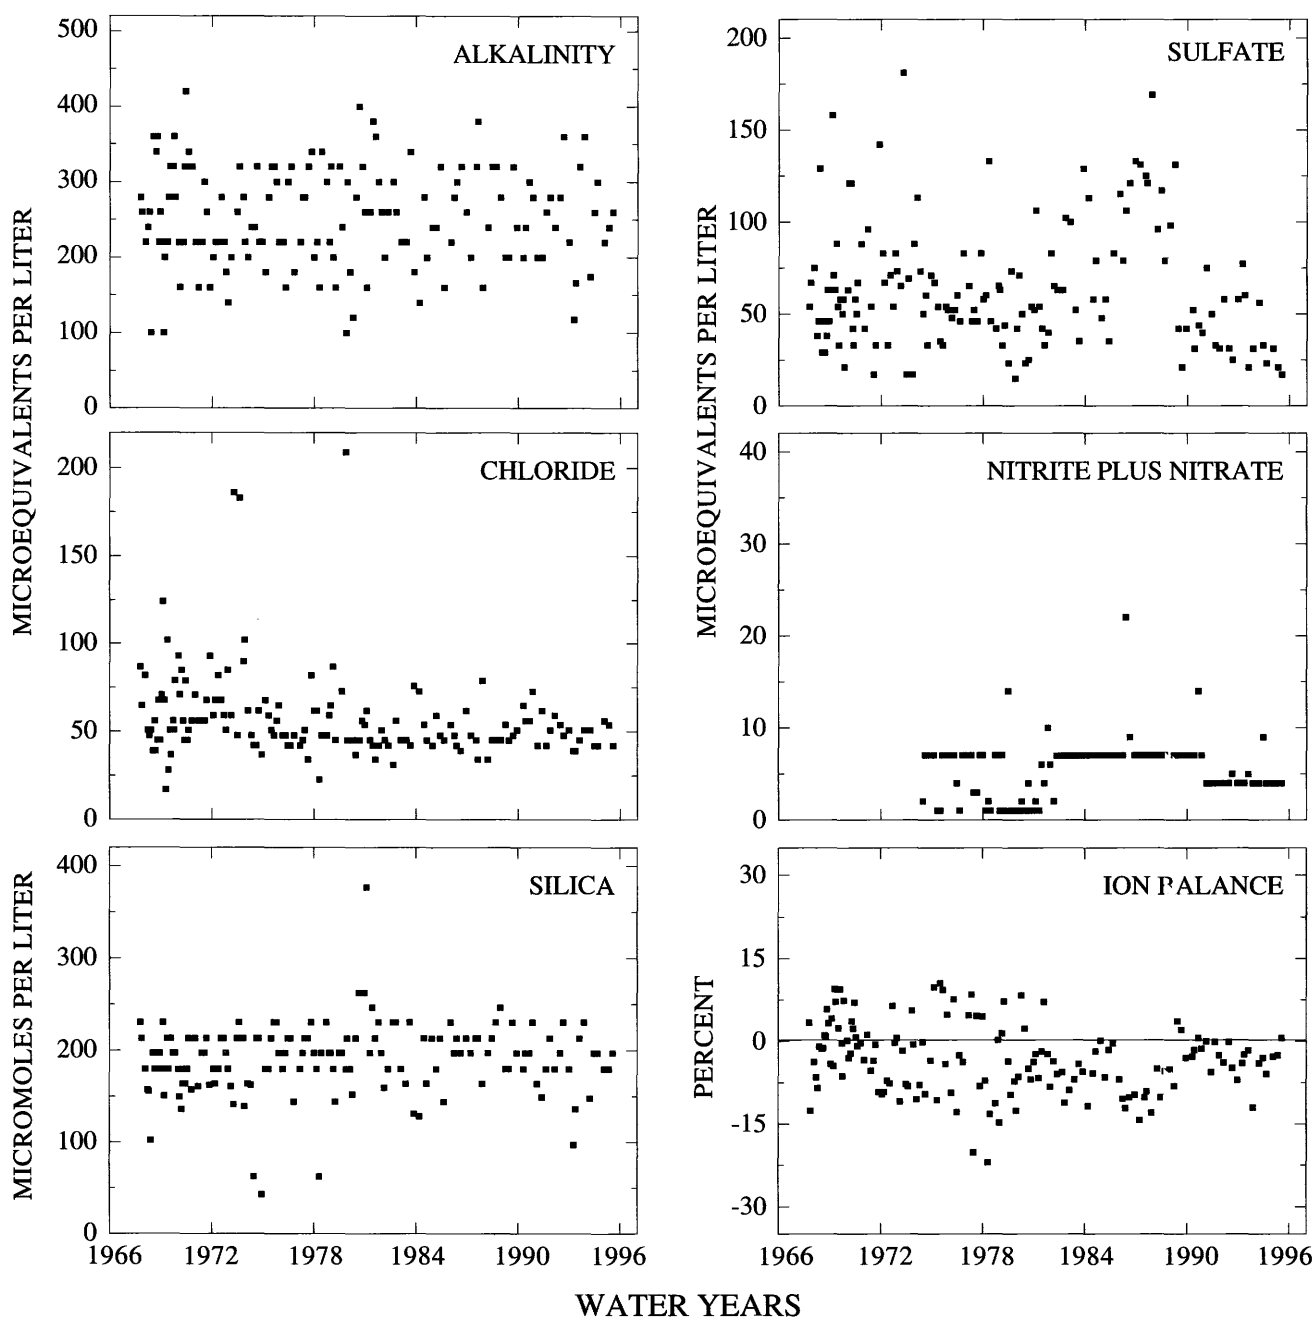 MICROEQUIVALENTS PER LITER
500
400
300
200
100
0
ALKALINITY
200
150
100
50
0
CHLORIDE
MICROMOLES PER LITER
400
300
200
100
0
SILICA
1966 1972 1978 1984 1990 1996
MICROEQUIVALENTS PER LITER
200
150
100
50
0
SULFATE
40
30
20
10
0
NITRITE PLUS NITRATE
PERCENT
35
15
0
-15
-30
ION BALANCE
1966 1972 1978 1984 1990 1996
WATER YEARS